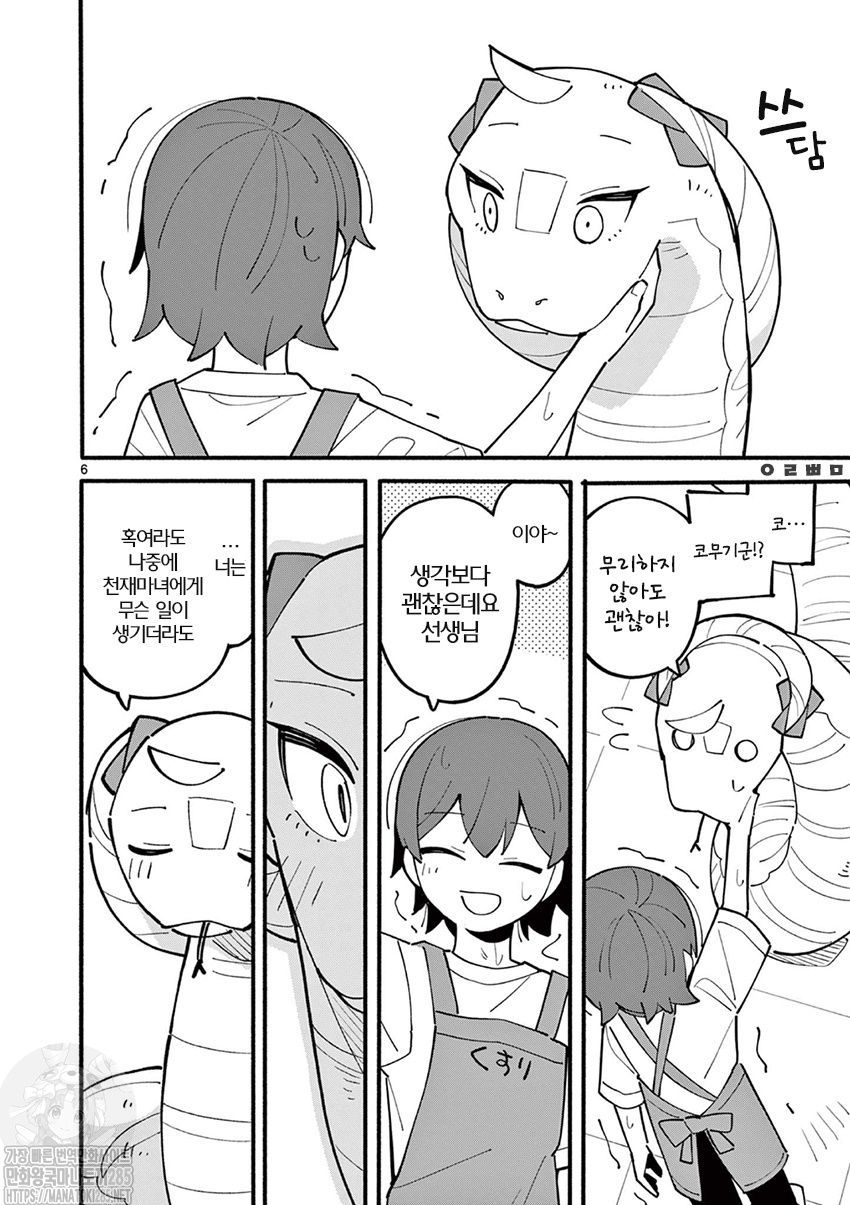 쓰
담
6
ㅇㄹㅃㅁ
코…
코무기군!?
무리하지
않아도
괜찮아!
이야~
생각보다
괜찮은데요
선생님
くすり
…
너는
혹여라도
나중에
천재마녀에게
무슨 일이
생기더라도
가장 빠른 번역만화사이트
만화왕국마나토끼285
HTTPS://MANATOKI285.NET